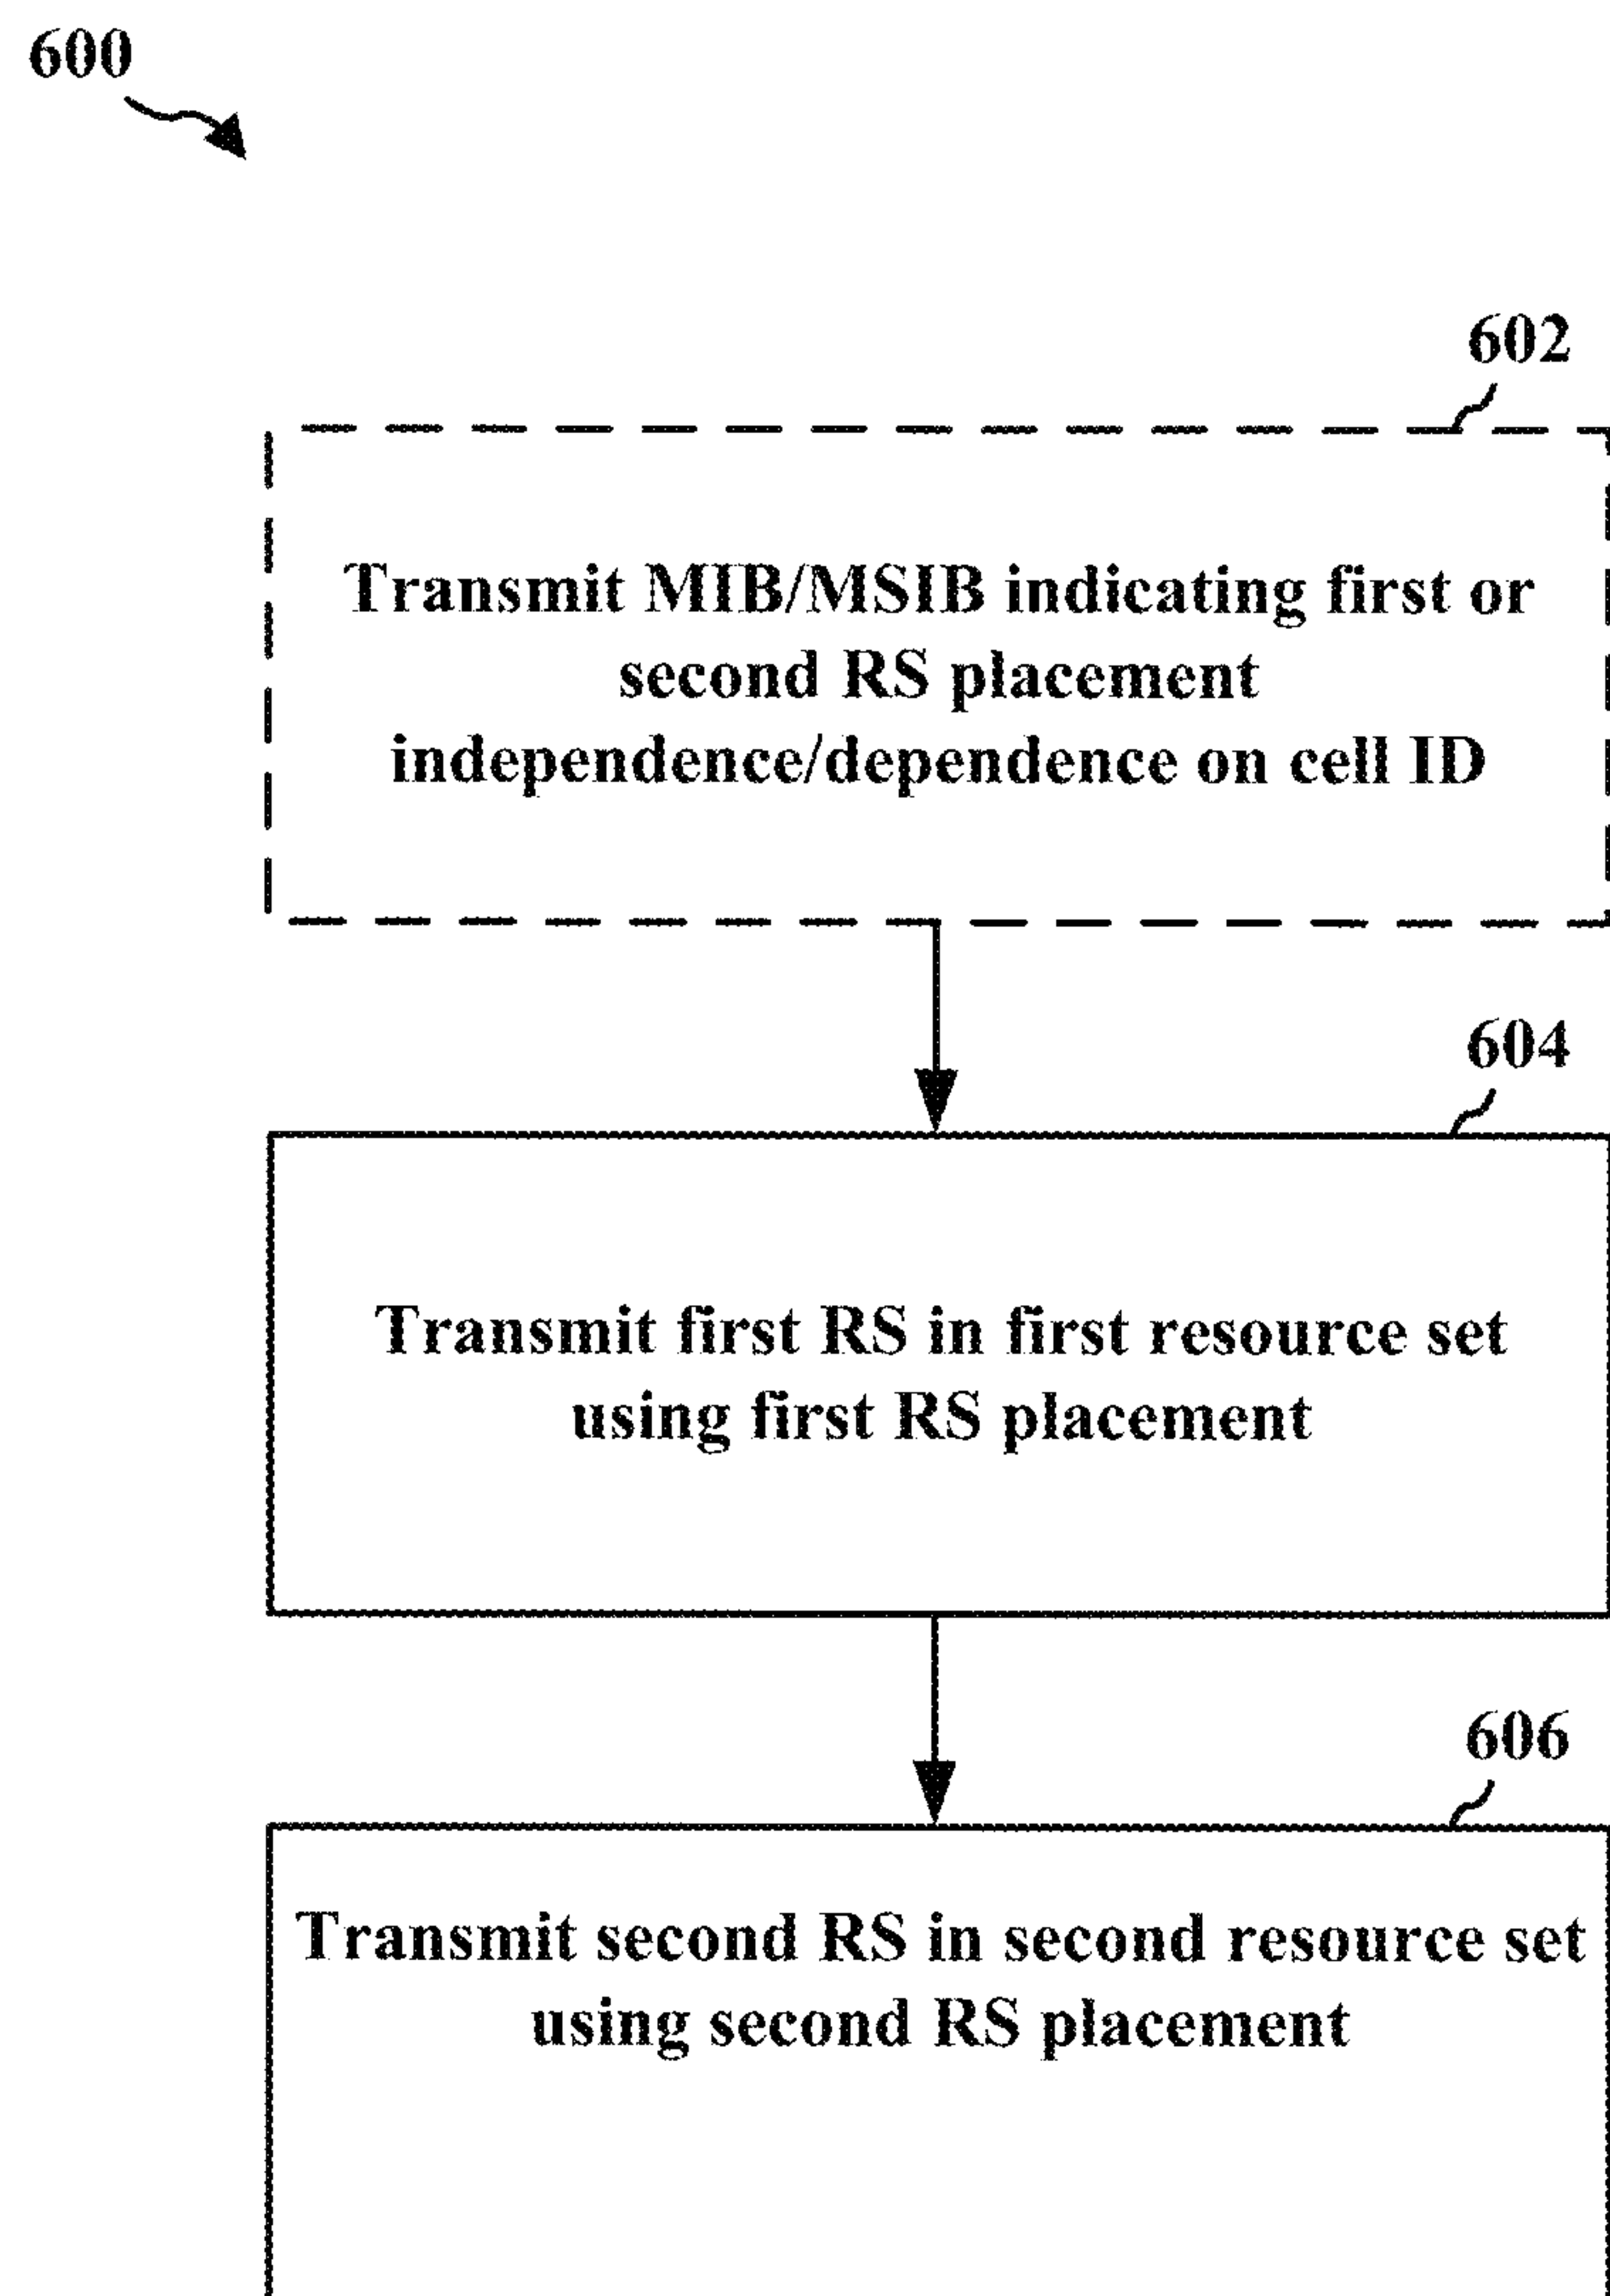 600
602
Transmit MIB/MSIB indicating first or
second RS placement
independence/dependence on cell ID
604
Transmit first RS in first resource set
using first RS placement
606
Transmit second RS in second resource set
using second RS placement